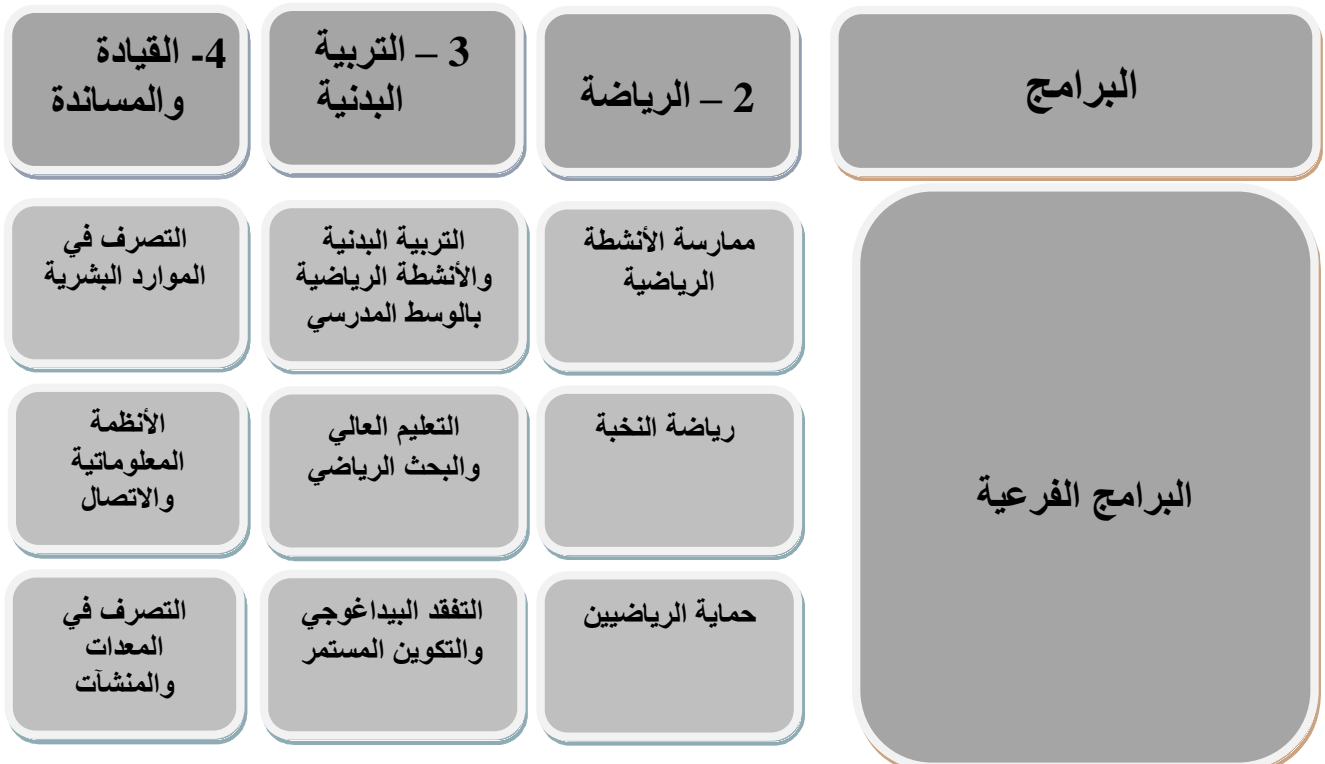 البرامج
2 – الرياضة
3 – التربية
البدنية
4- القيادة
والمساندة
البرامج الفرعية
ممارسة الأنشطة
الرياضية
التربية البدنية
والأنشطة الرياضية
بالوسط المدرسي
التصرف في
الموارد البشرية
رياضة النخبة
التعليم العالي
والبحث الرياضي
الأنظمة
المعلوماتية
والاتصال
حماية الرياضيين
التفقد البيداغوجي
والتكوين المستمر
التصرف في
المعدات
والمنشآت